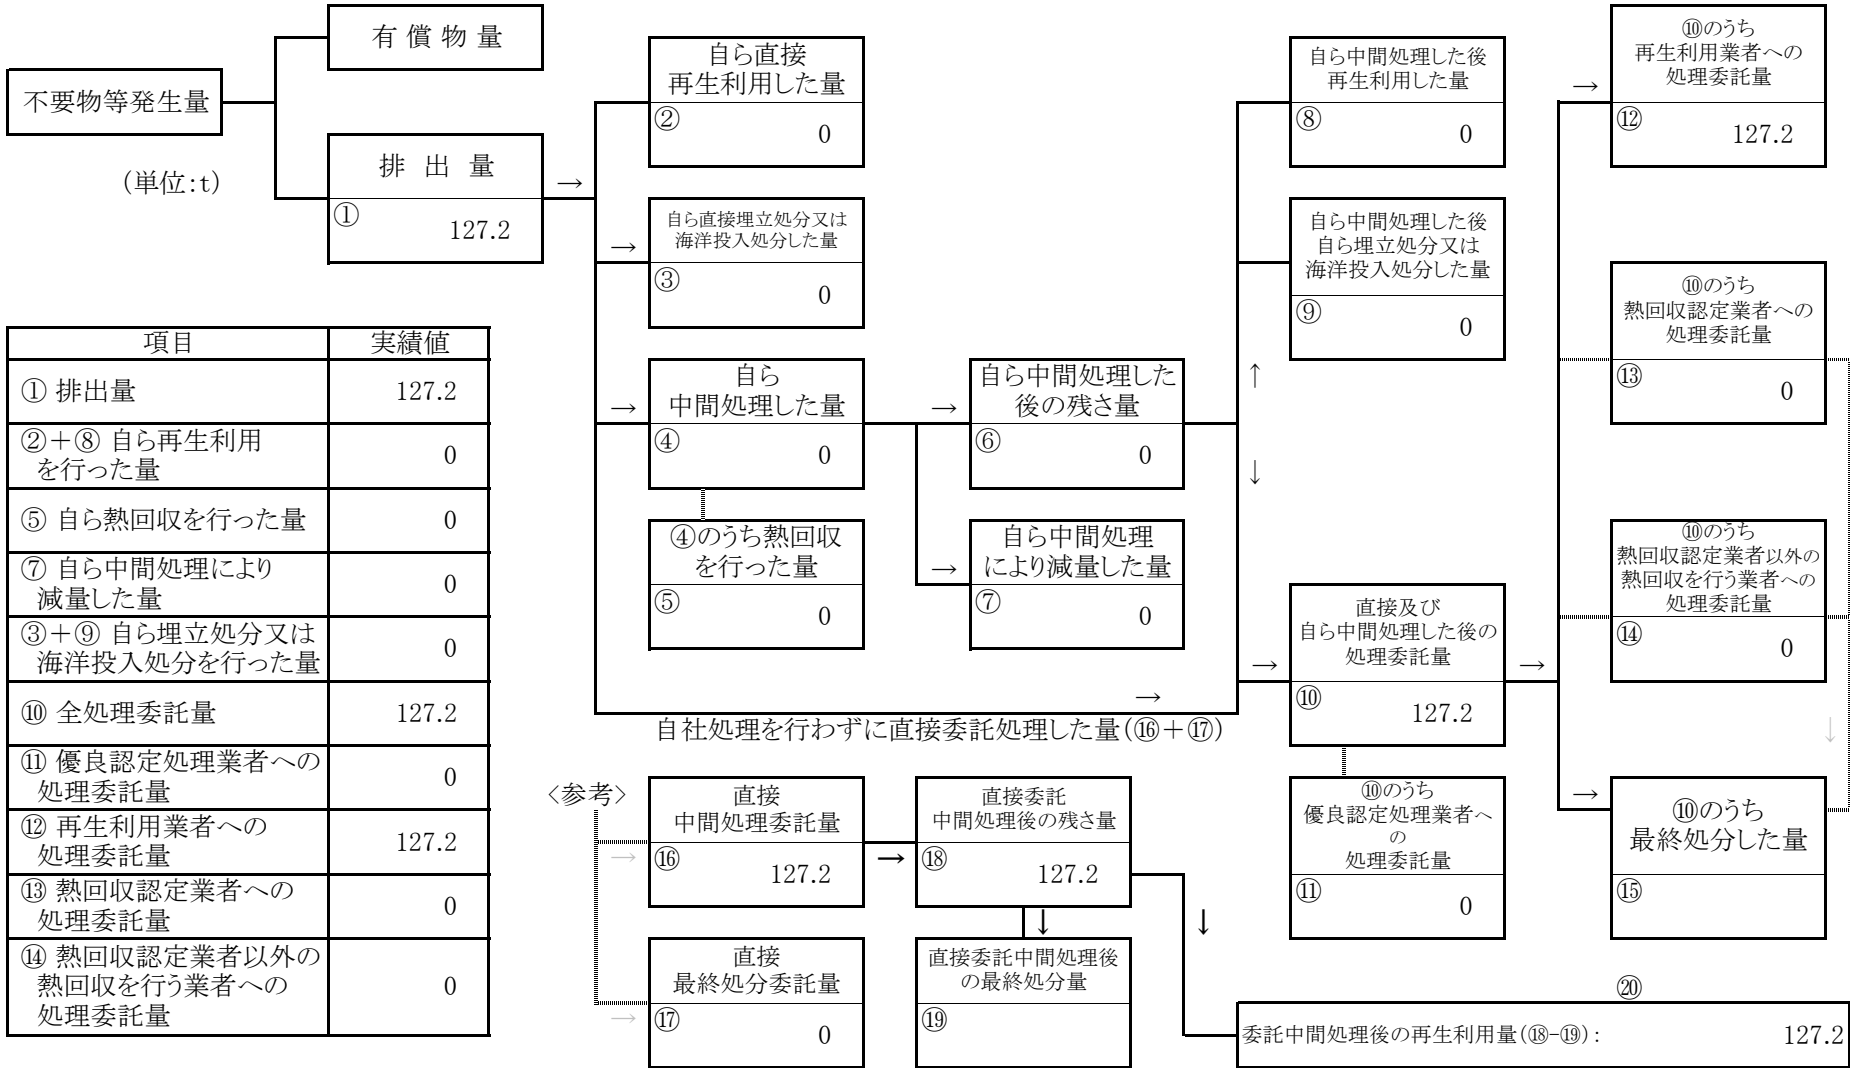 有 償 物 量
不要物等発生量
(単位:t)
排 出 量
①
127.2
→
自ら直接
再生利用した量
②
0
→
自ら直接埋立処分又は
海洋投入処分した量
③
0
→
自ら
中間処理した量
④
0
④のうち熱回収
を行った量
⑤
0
→
自ら中間処理した
後の残さ量
⑥
0
→
自ら中間処理
により減量した量
⑦
0
↑
↓
自ら中間処理した後
再生利用した量
⑧
0
自ら中間処理した後
自ら埋立処分又は
海洋投入処分した量
⑨
0
→
自社処理を行わずに直接委託処理した量(⑯+⑰)
→
直接及び
自ら中間処理した後の
処理委託量
⑩
127.2
→
⑩のうち
優良認定処理業者へ
の
処理委託量
⑪
0
→
⑩のうち
再生利用業者への
処理委託量
⑫
127.2
⑩のうち
熱回収認定業者への
処理委託量
⑬
0
⑩のうち
熱回収認定業者以外の
熱回収を行う業者への
処理委託量
⑭
0
↓
→
⑩のうち
最終処分した量
⑮
項目 実績値
① 排出量 127.2
②+⑧ 自ら再生利用
を行った量 0
⑤ 自ら熱回収を行った量 0
⑦ 自ら中間処理により
減量した量 0
③+⑨ 自ら埋立処分又は
海洋投入処分を行った量 0
⑩ 全処理委託量 127.2
⑪ 優良認定処理業者への
処理委託量 0
⑫ 再生利用業者への
処理委託量 127.2
⑬ 熱回収認定業者への
処理委託量 0
⑭ 熱回収認定業者以外の
熱回収を行う業者への
処理委託量 0
<参考>
→
直接
中間処理委託量
⑯
127.2
→
直接委託
中間処理後の残さ量
⑱
127.2
↓
↓
→
直接
最終処分委託量
⑰
0
直接委託中間処理後
の最終処分量
⑲
⑳
委託中間処理後の再生利用量(⑱-⑲): 127.2